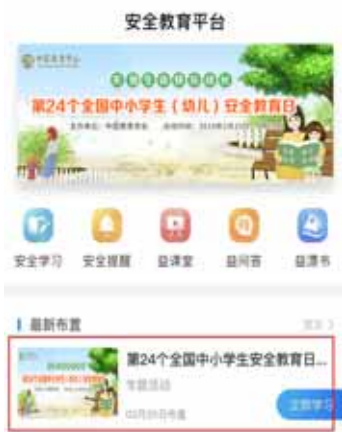 安全教育平台
第24个全国中小学生（幼儿）安全教育日
安全学习
安全提醒
益课堂
益问答
益漂书
最新布置
更多
第24个全国中小学生安全教育日...
专题活动
立即学习